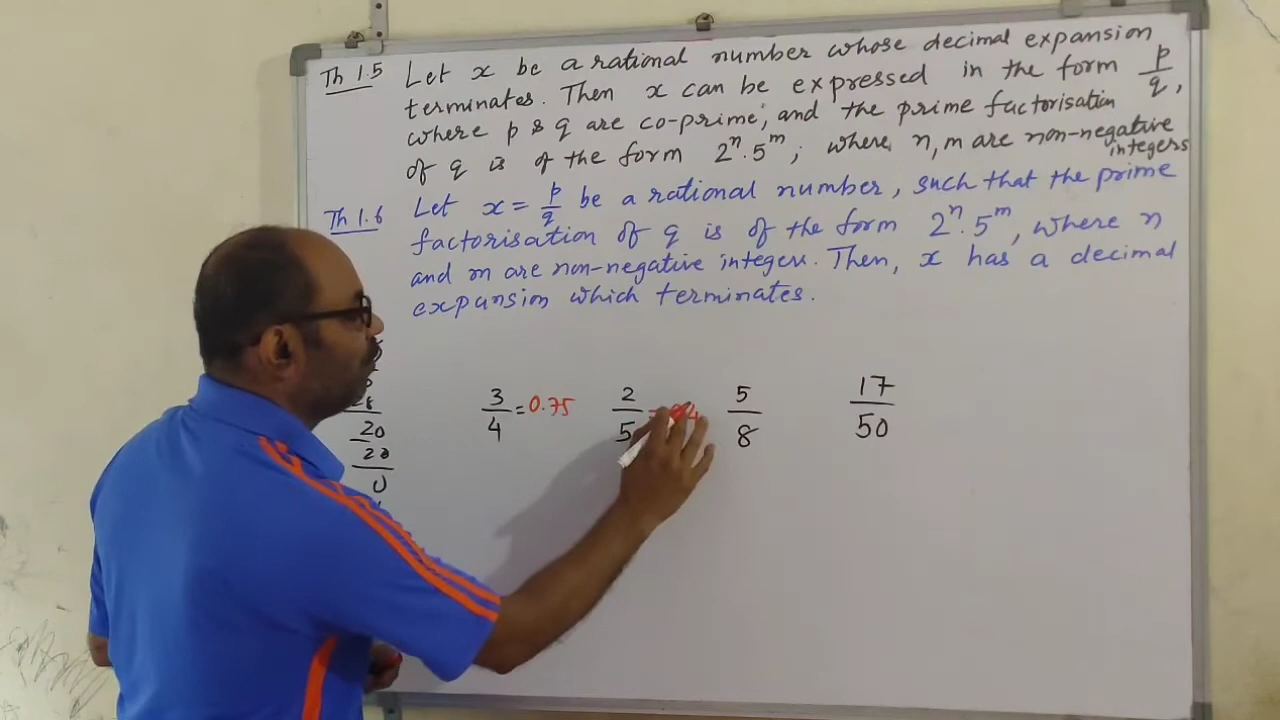 Th 1.5 Let x be a rational number whose decimal expansion
terminates. Then x can be expressed in the form p/q,
where p & q are co-prime, and the prime factorisation
of q is of the form 2^n.5^m; where n, m are non-negative integers
Th 1.6 Let x = p/q be a rational number, such that the prime
factorisation of q is of the form 2^n.5^m, where n
and m are non-negative integers. Then, x has a decimal
expansion which terminates.
3/4 = 0.75 2/5 = 5/8 17/50
20
20
0